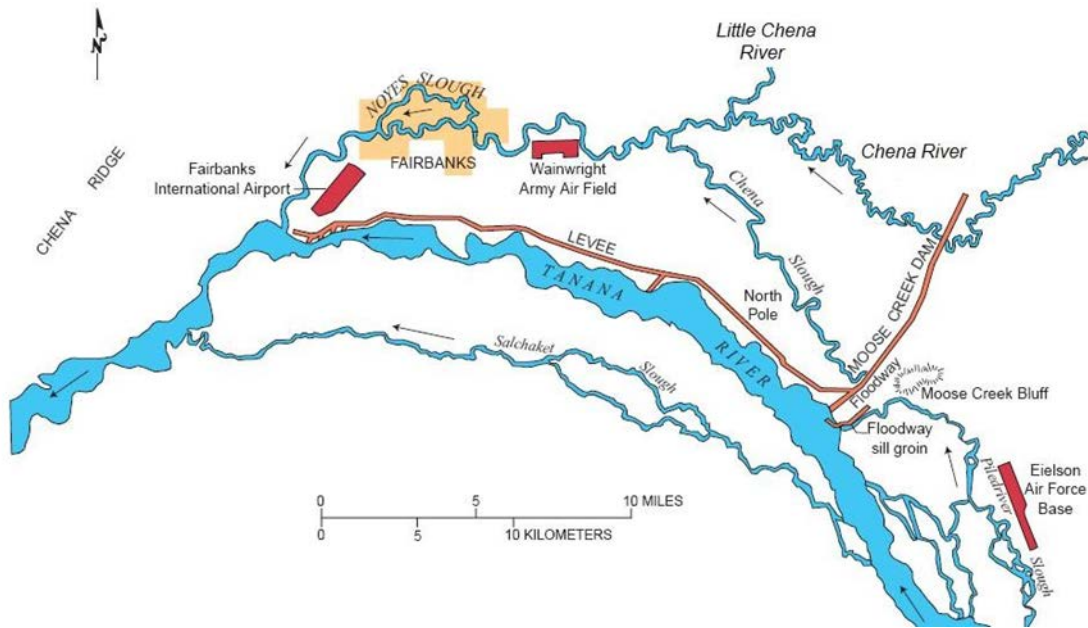 N
Little Chena
River
NOYES SLOUGH
FAIRBANKS
Fairbanks
International Airport
Wainwright
Army Air Field
Chena River
CHENA RIDGE
Chena
Slough
LEVEE
TANANA
RIVER
North
Pole
MOOSE CREEK DAM
Floodway
Moose Creek Bluff
Floodway
sill groin
Salchaket
Slough
Piledriver
Slough
Eielson
Air Force
Base
0 5 10 MILES
0 5 10 KILOMETERS